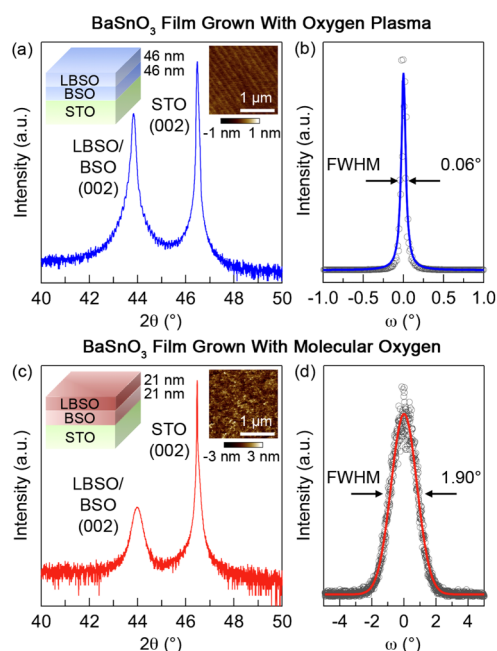 BaSnO3 Film Grown With Oxygen Plasma
(a)
LBSO
BSO
STO
46 nm
46 nm
STO
(002)
1 µm
-1 nm 1 nm
LBSO/
BSO
(002)
Intensity (a.u.)
40 42 44 46 48 50
2θ (°)
(b)
FWHM
0.06°
Intensity (a.u.)
-1.0 -0.5 0.0 0.5 1.0
ω (°)
BaSnO3 Film Grown With Molecular Oxygen
(c)
LBSO
BSO
STO
21 nm
21 nm
STO
(002)
1 µm
-3 nm 3 nm
LBSO/
BSO
(002)
Intensity (a.u.)
40 42 44 46 48 50
2θ (°)
(d)
FWHM
1.90°
Intensity (a.u.)
-4 -2 0 2 4
ω (°)